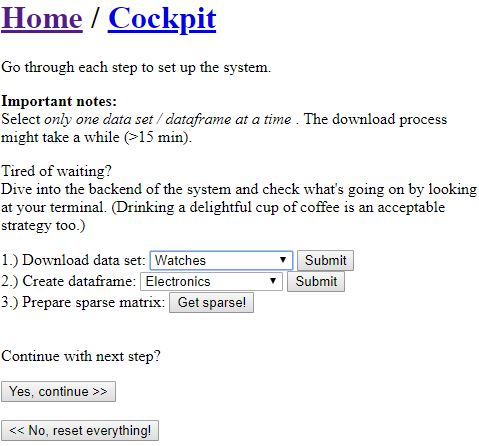 Home / Cockpit
Go through each step to set up the system.
Important notes:
Select only one data set / dataframe at a time . The download process
might take a while (>15 min).
Tired of waiting?
Dive into the backend of the system and check what's going on by looking
at your terminal. (Drinking a delightful cup of coffee is an acceptable
strategy too.)
1.) Download data set: Watches Submit
2.) Create dataframe: Electronics Submit
3.) Prepare sparse matrix: Get sparse!
Continue with next step?
Yes, continue >>
<< No, reset everything!